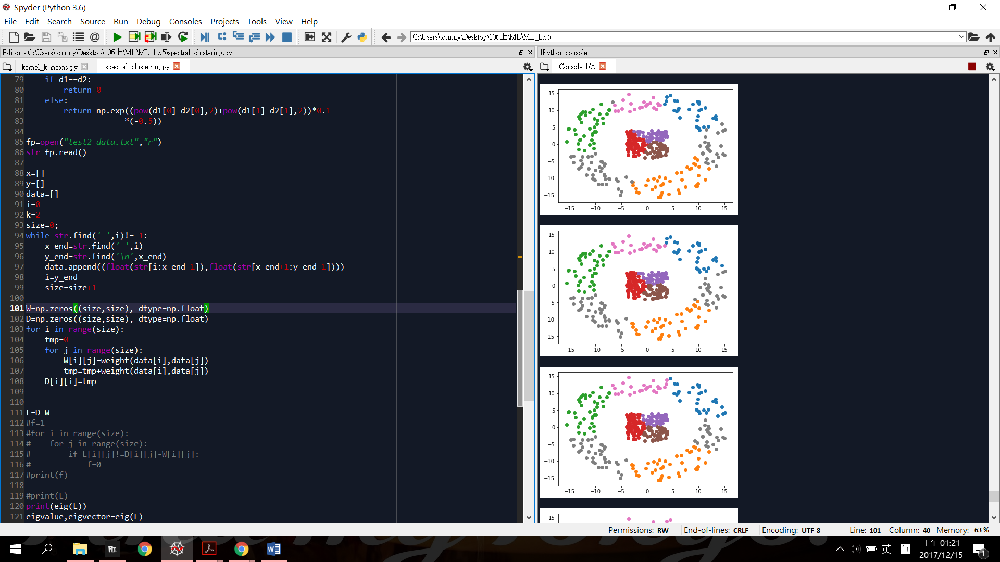 Spyder (Python 3.6)
File Edit Search Source Run Debug Consoles Projects Tools View Help
C:\Users\tommy\Desktop\106上\ML\ML_hw5
Editor - C:\Users\tommy\Desktop\106上\ML\ML_hw5\spectral_clustering.py
kernel_k-means.py spectral_clustering.py
79     if d1==d2:
80         return 0
81     else:
82         return np.exp((pow(d1[0]-d2[0],2)+pow(d1[1]-d2[1],2))*0.1
83                      *(-0.5))
84
85 fp=open("test2_data.txt","r")
86 str=fp.read()
87
88 x=[]
89 y=[]
90 data=[]
91 i=0
92 k=2
93 size=0;
94 while str.find(' ',i)!=-1:
95     x_end=str.find(' ',i)
96     y_end=str.find('\n',x_end)
97     data.append((float(str[i:x_end-1]),float(str[x_end+1:y_end-1])))
98     i=y_end
99     size=size+1
100
101 W=np.zeros((size,size), dtype=np.float)
102 D=np.zeros((size,size), dtype=np.float)
103 for i in range(size):
104     tmp=0
105     for j in range(size):
106         W[i][j]=weight(data[i],data[j])
107         tmp=tmp+weight(data[i],data[j])
108     D[i][i]=tmp
109
110
111 L=D-W
112 #f=1
113 #for i in range(size):
114 #    for j in range(size):
115 #        if L[i][j]!=D[i][j]-W[i][j]:
116 #            f=0
117 #print(f)
118
119 #print(L)
120 print(eig(L))
121 eigvalue,eigvector=eig(L)
IPython console
Console 1/A
15
10
5
0
−5
−10
−15
−15 −10 −5 0 5 10 15
15
10
5
0
−5
−10
−15
−15 −10 −5 0 5 10 15
15
10
5
0
−5
−10
−15
−15 −10 −5 0 5 10 15
15
Permissions: RW End-of-lines: CRLF Encoding: UTF-8 Line: 101 Column: 40 Memory: 63 %
英
上午 01:21
2017/12/15
1